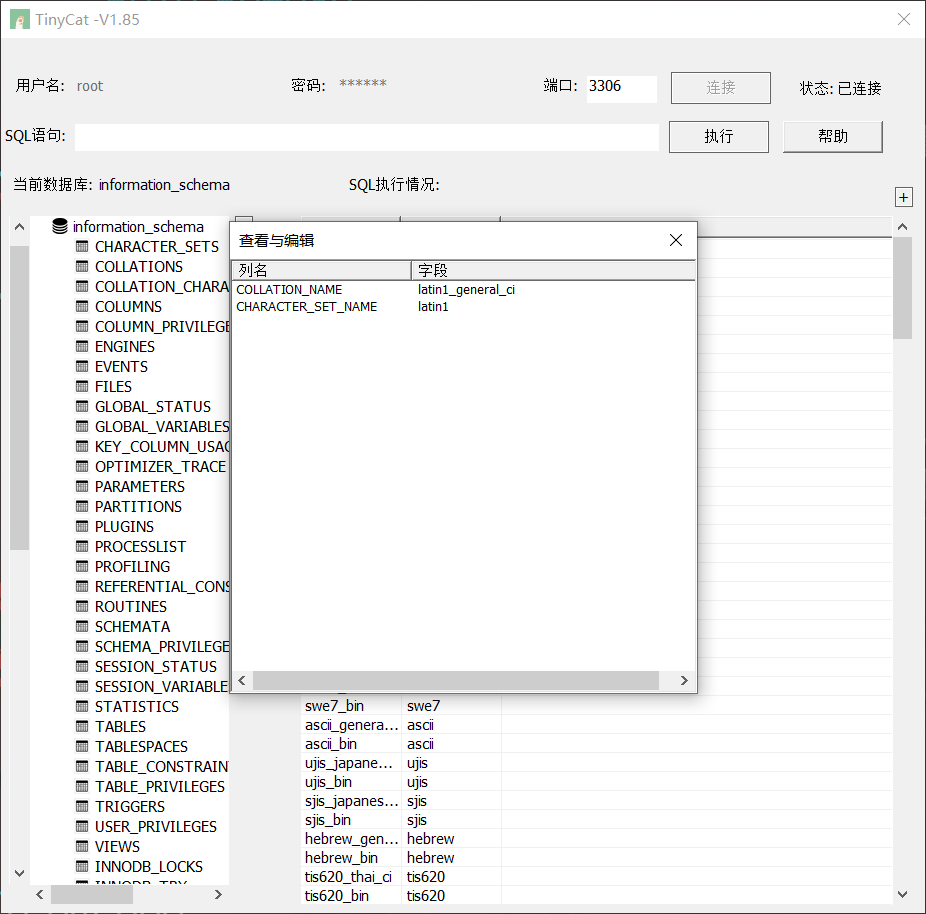 TinyCat -V1.85
用户名: root 密码: ****** 端口: 3306 连接 状态: 已连接
SQL语句: 执行 帮助
当前数据库: information_schema SQL执行情况:
+
information_schema
CHARACTER_SETS
COLLATIONS
COLLATION_CHARA
COLUMNS
COLUMN_PRIVILEGE
ENGINES
EVENTS
FILES
GLOBAL_STATUS
GLOBAL_VARIABLES
KEY_COLUMN_USAG
OPTIMIZER_TRACE
PARAMETERS
PARTITIONS
PLUGINS
PROCESSLIST
PROFILING
REFERENTIAL_CONS
ROUTINES
SCHEMATA
SCHEMA_PRIVILEGE
SESSION_STATUS
SESSION_VARIABLE
STATISTICS
TABLES
TABLESPACES
TABLE_CONSTRAIN
TABLE_PRIVILEGES
TRIGGERS
USER_PRIVILEGES
VIEWS
INNODB_LOCKS
INNODB_TRX
查看与编辑
列名 字段
COLLATION_NAME latin1_general_ci
CHARACTER_SET_NAME latin1
swe7_bin swe7
ascii_genera... ascii
ascii_bin ascii
ujis_japane... ujis
ujis_bin ujis
sjis_japanes... sjis
sjis_bin sjis
hebrew_gen... hebrew
hebrew_bin hebrew
tis620_thai_ci tis620
tis620_bin tis620